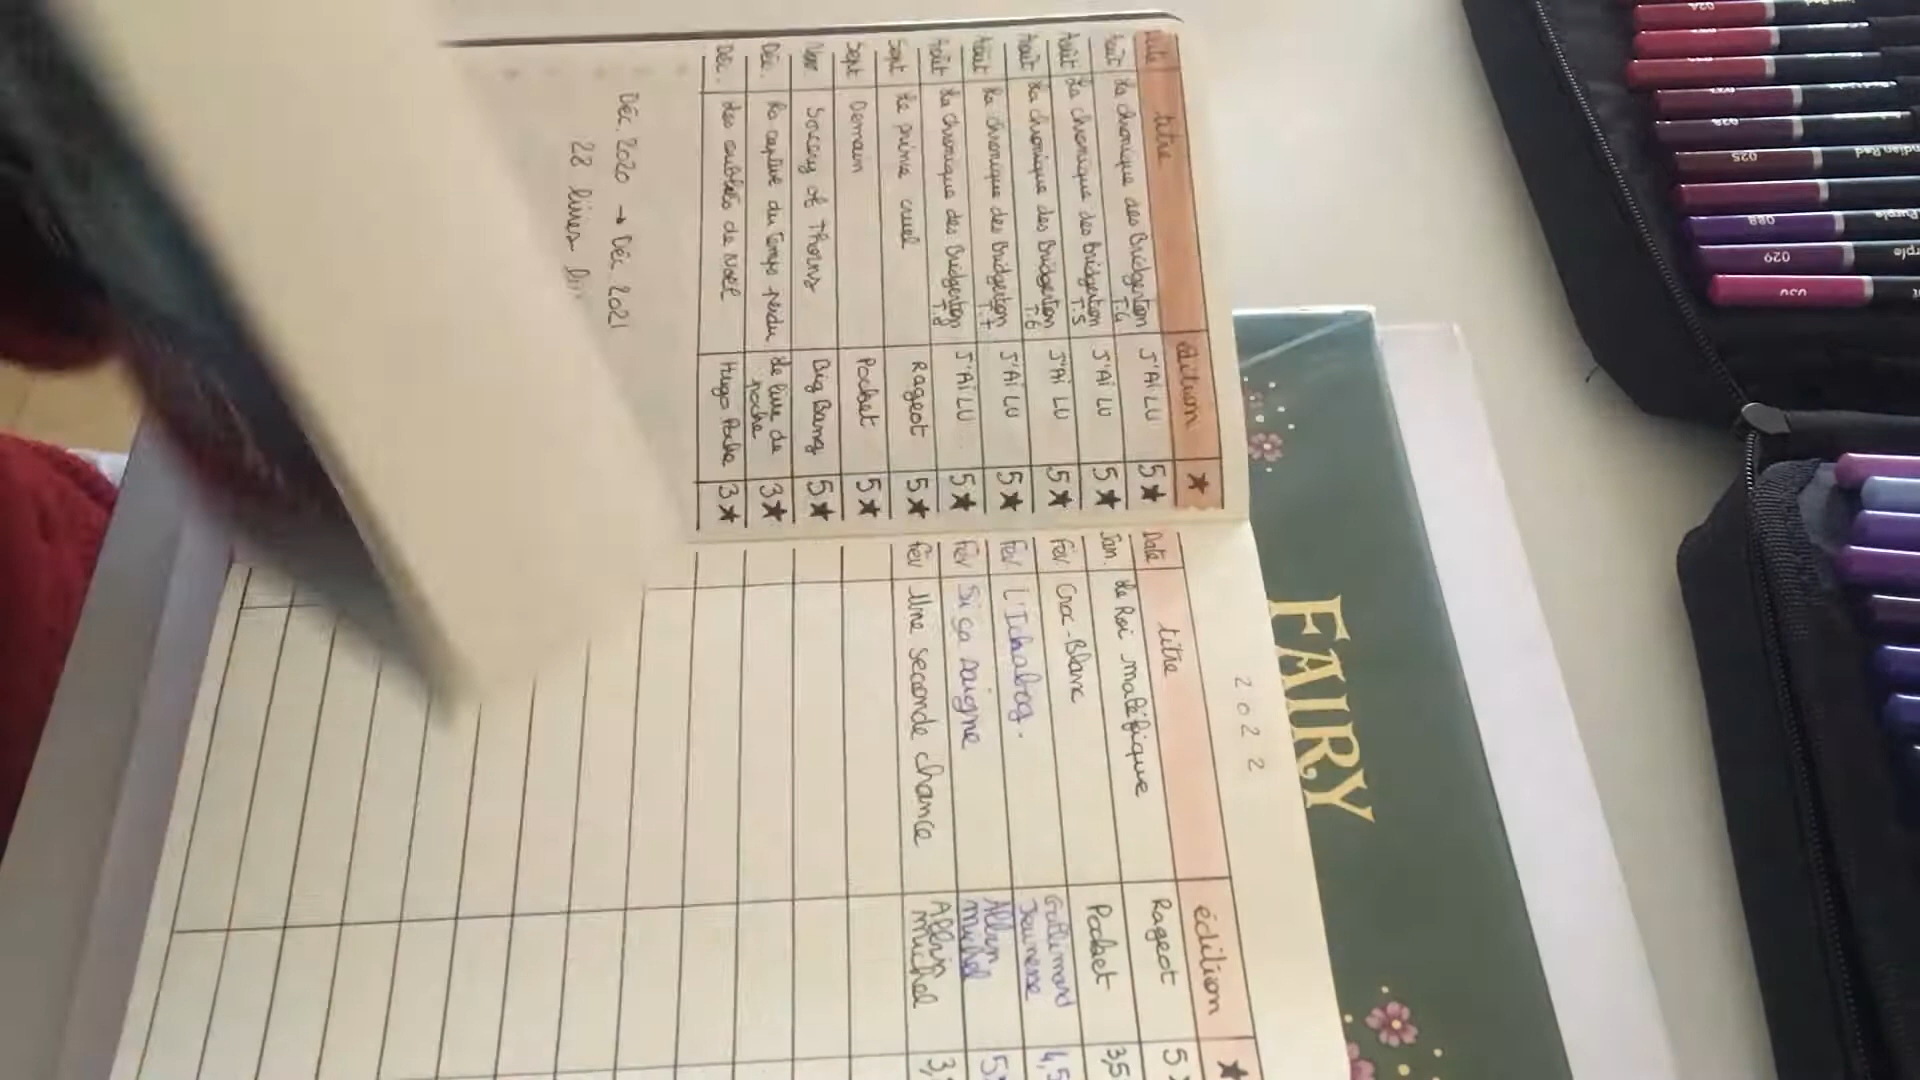 titre édition ★
Août La chronique des Bridgerton T.4 J'AI LU 5★
Août La chronique des bridgerton T.5 J'AI LU 5★
Août La chronique des Bridgerton T.6 J'AI LU 5★
Août La chronique des Bridgerton T.7 J'AI LU 5★
Août La chronique des Bridgerton T.8 J'AI LU 5★
Sept Le prince cruel Rageot 5★
Sept Demain Pocket 5★
Nov Sorcery of Thorns Big Bang 5★
Déc. La captive du temps perdu Le livre de poche 3★
Déc. Les oubliés de Noël Hugo Poche 3★
Déc. 2020 → Déc 2021
28 livres
2022
Date titre édition ★
Jan. Le Roi maléfique Rageot 5
Fév Croc-Blanc Pocket 3,5
Fév L'Ickabog. Gallimard Jeunesse 4,5
Fév Si ça saigne Albin Michel 5
Fév Une seconde chance Albin Michel 3,
FAIRY
025
088
029
030